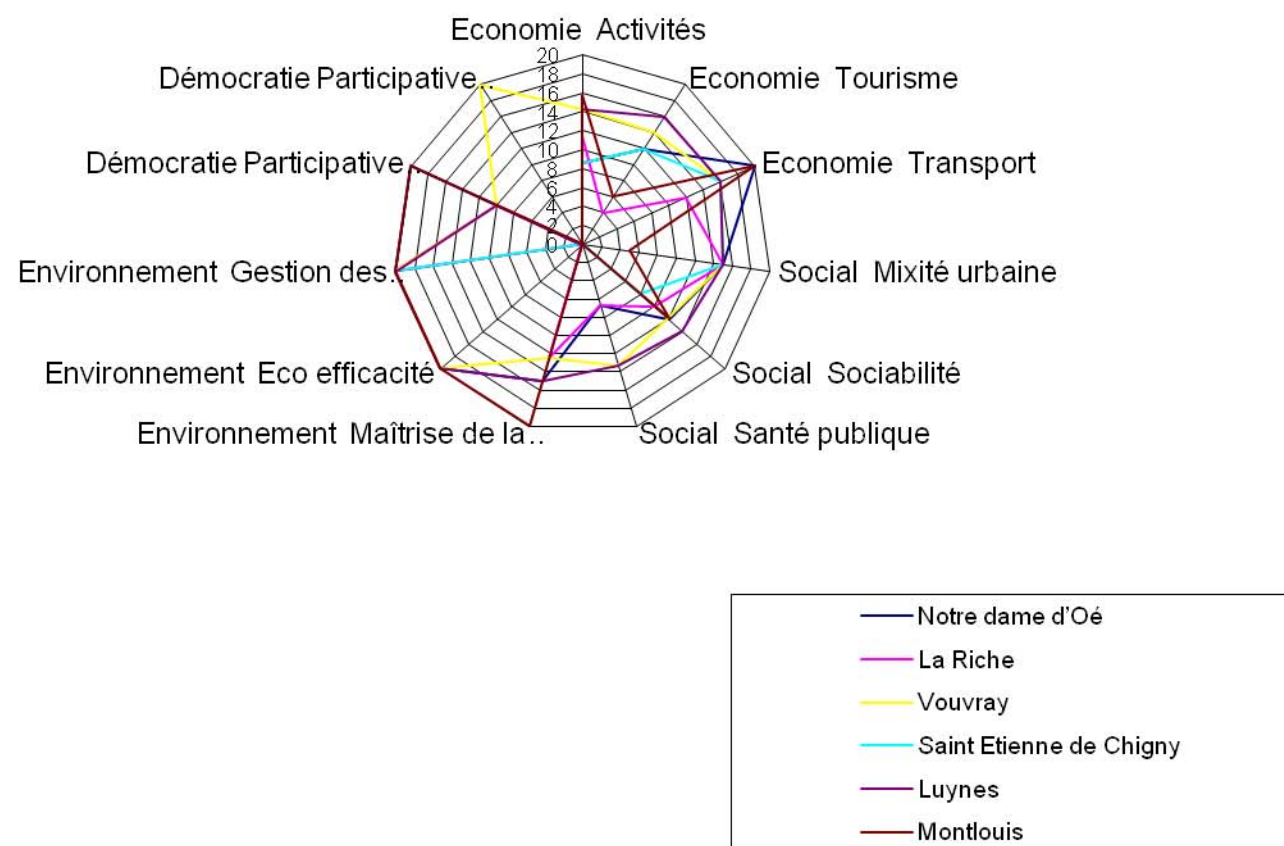 Economie Activités
20
18
16
14
12
10
8
6
4
2
0
Economie Tourisme
Economie Transport
Social Mixité urbaine
Social Sociabilité
Social Santé publique
Environnement Maîtrise de la..
Environnement Eco efficacité
Environnement Gestion des..
Démocratie Participative
Démocratie Participative..
Notre dame d'Oé
La Riche
Vouvray
Saint Etienne de Chigny
Luynes
Montlouis